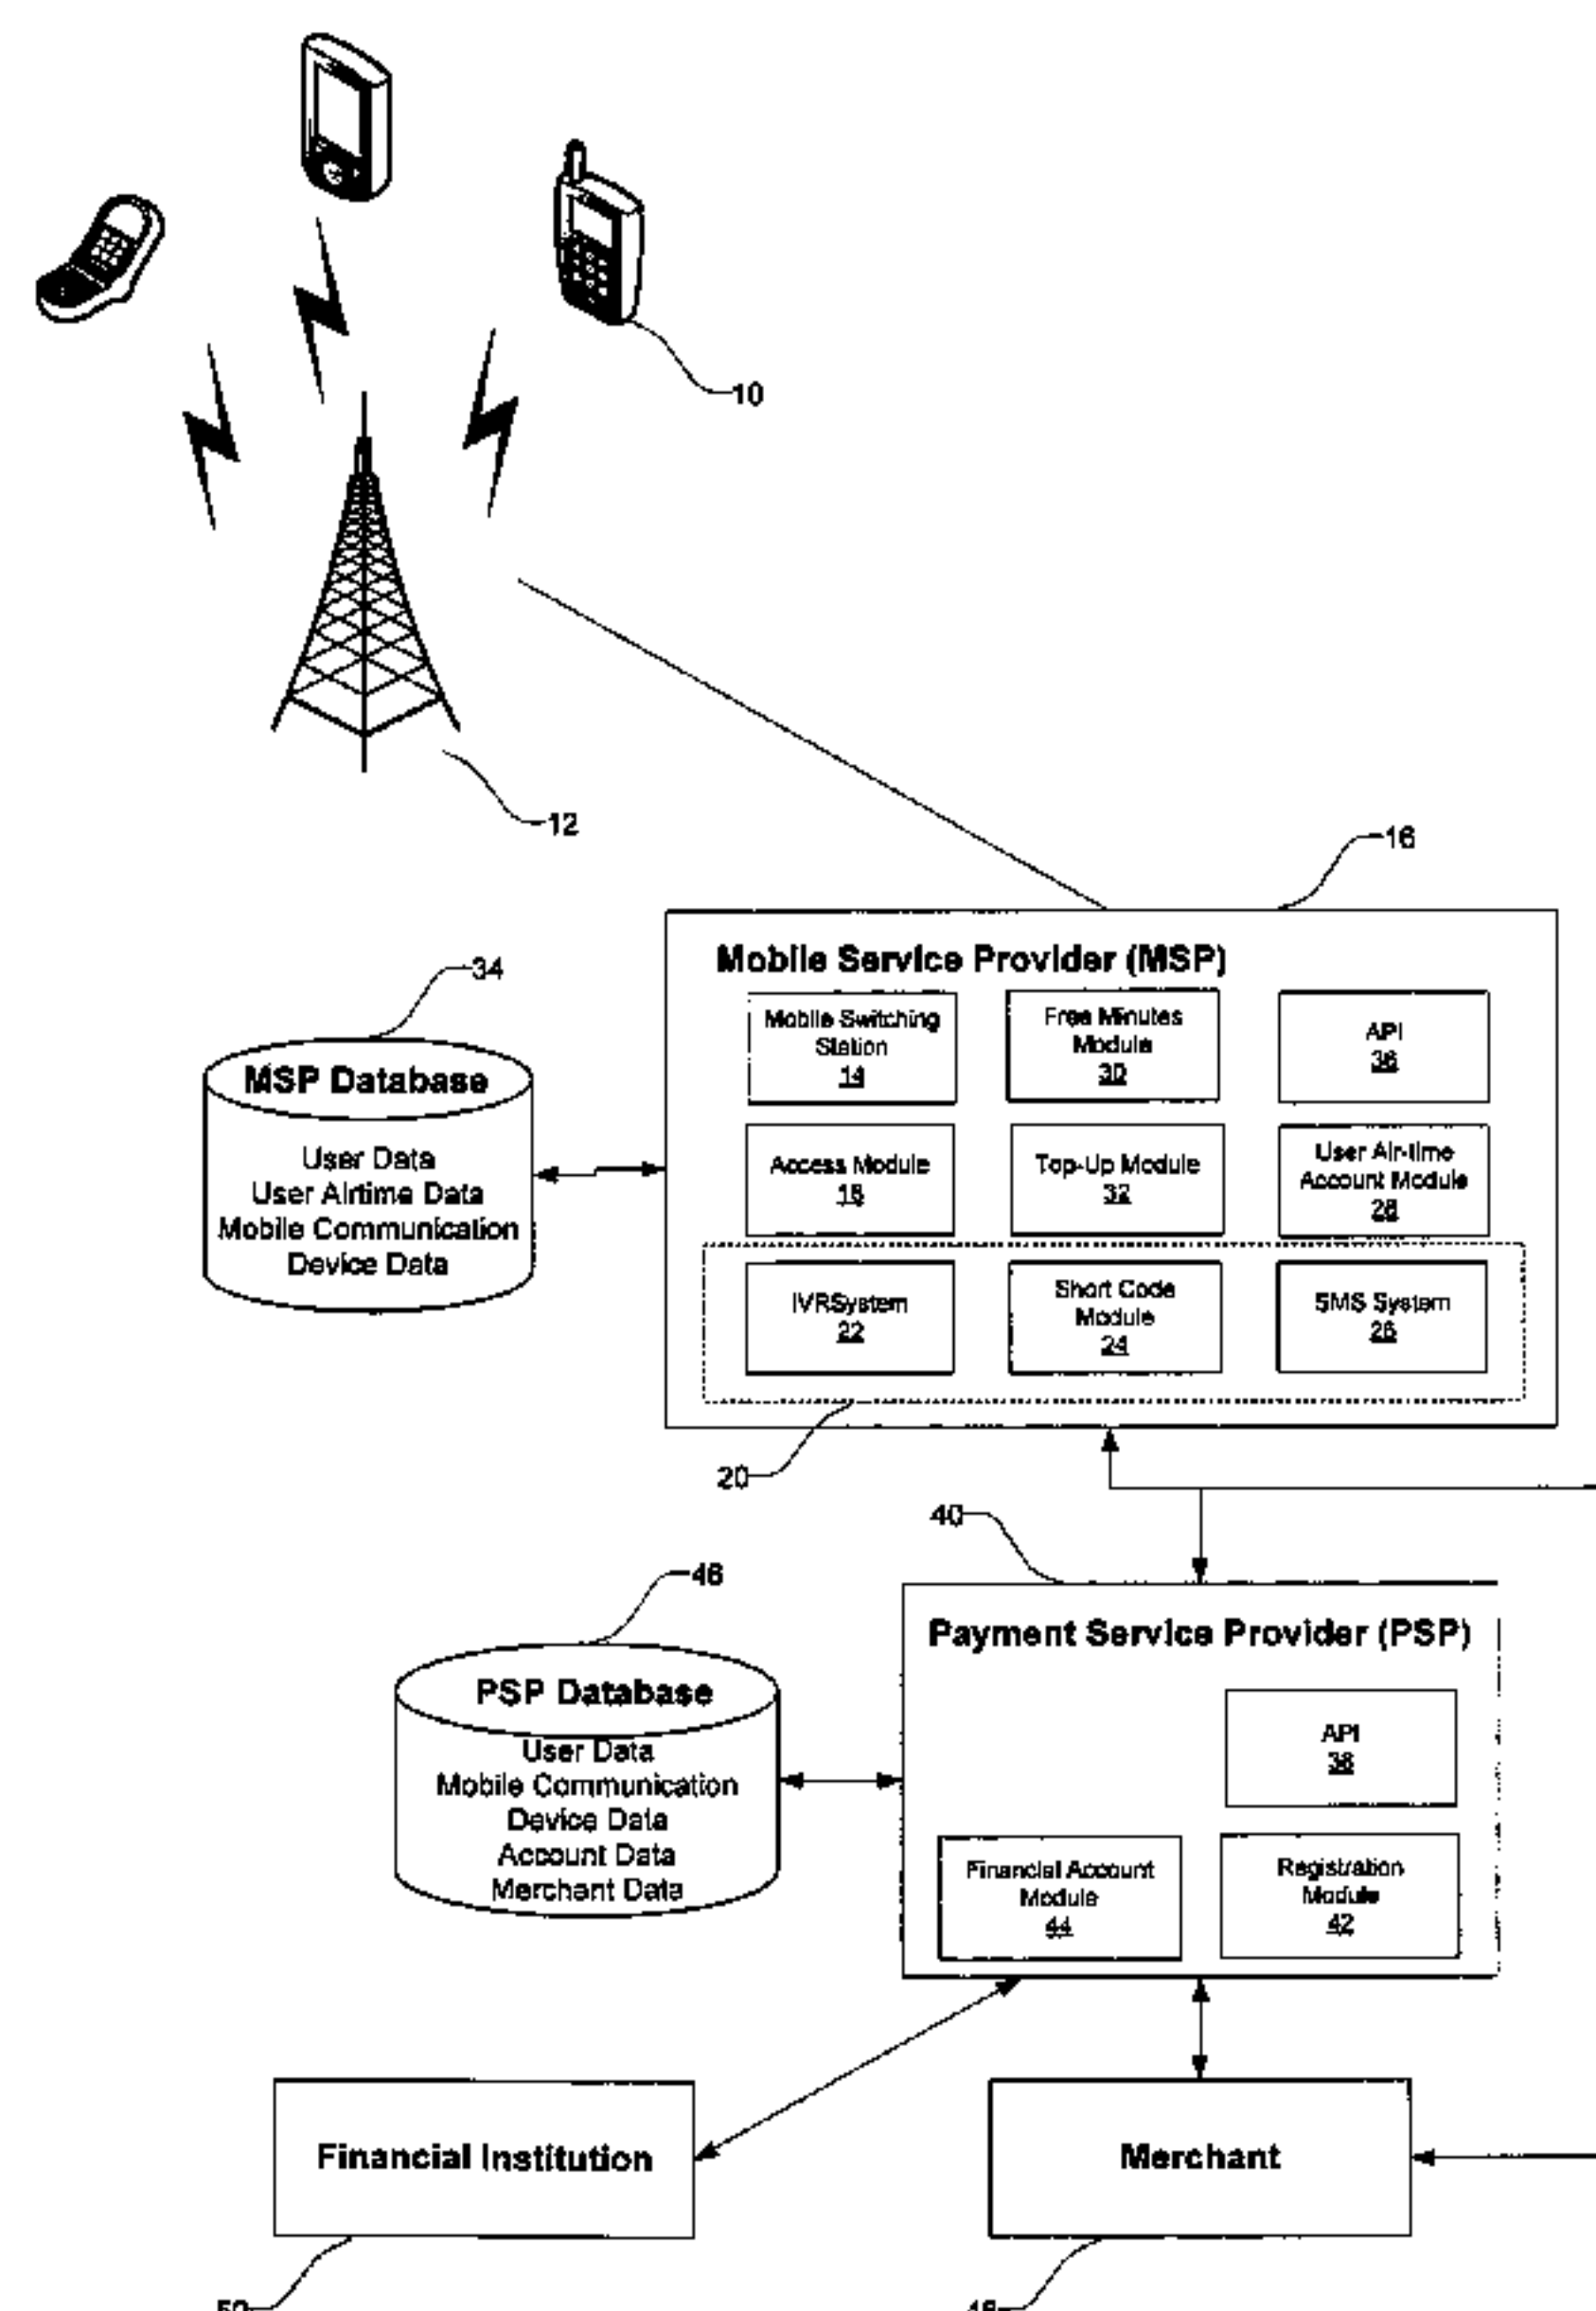 10
12
16
Mobile Service Provider (MSP)
34
Mobile Switching
Station
14
Free Minutes
Module
30
API
36
MSP Database
User Data
User Airtime Data
Mobile Communication
Device Data
Access Module
18
Top-Up Module
32
User Air-time
Account Module
28
IVRSystem
22
Short Code
Module
24
SMS System
26
20
40
46
Payment Service Provider (PSP)
PSP Database
User Data
Mobile Communication
Device Data
Account Data
Merchant Data
API
38
Financial Account
Module
44
Registration
Module
42
Financial Institution
Merchant
50
48